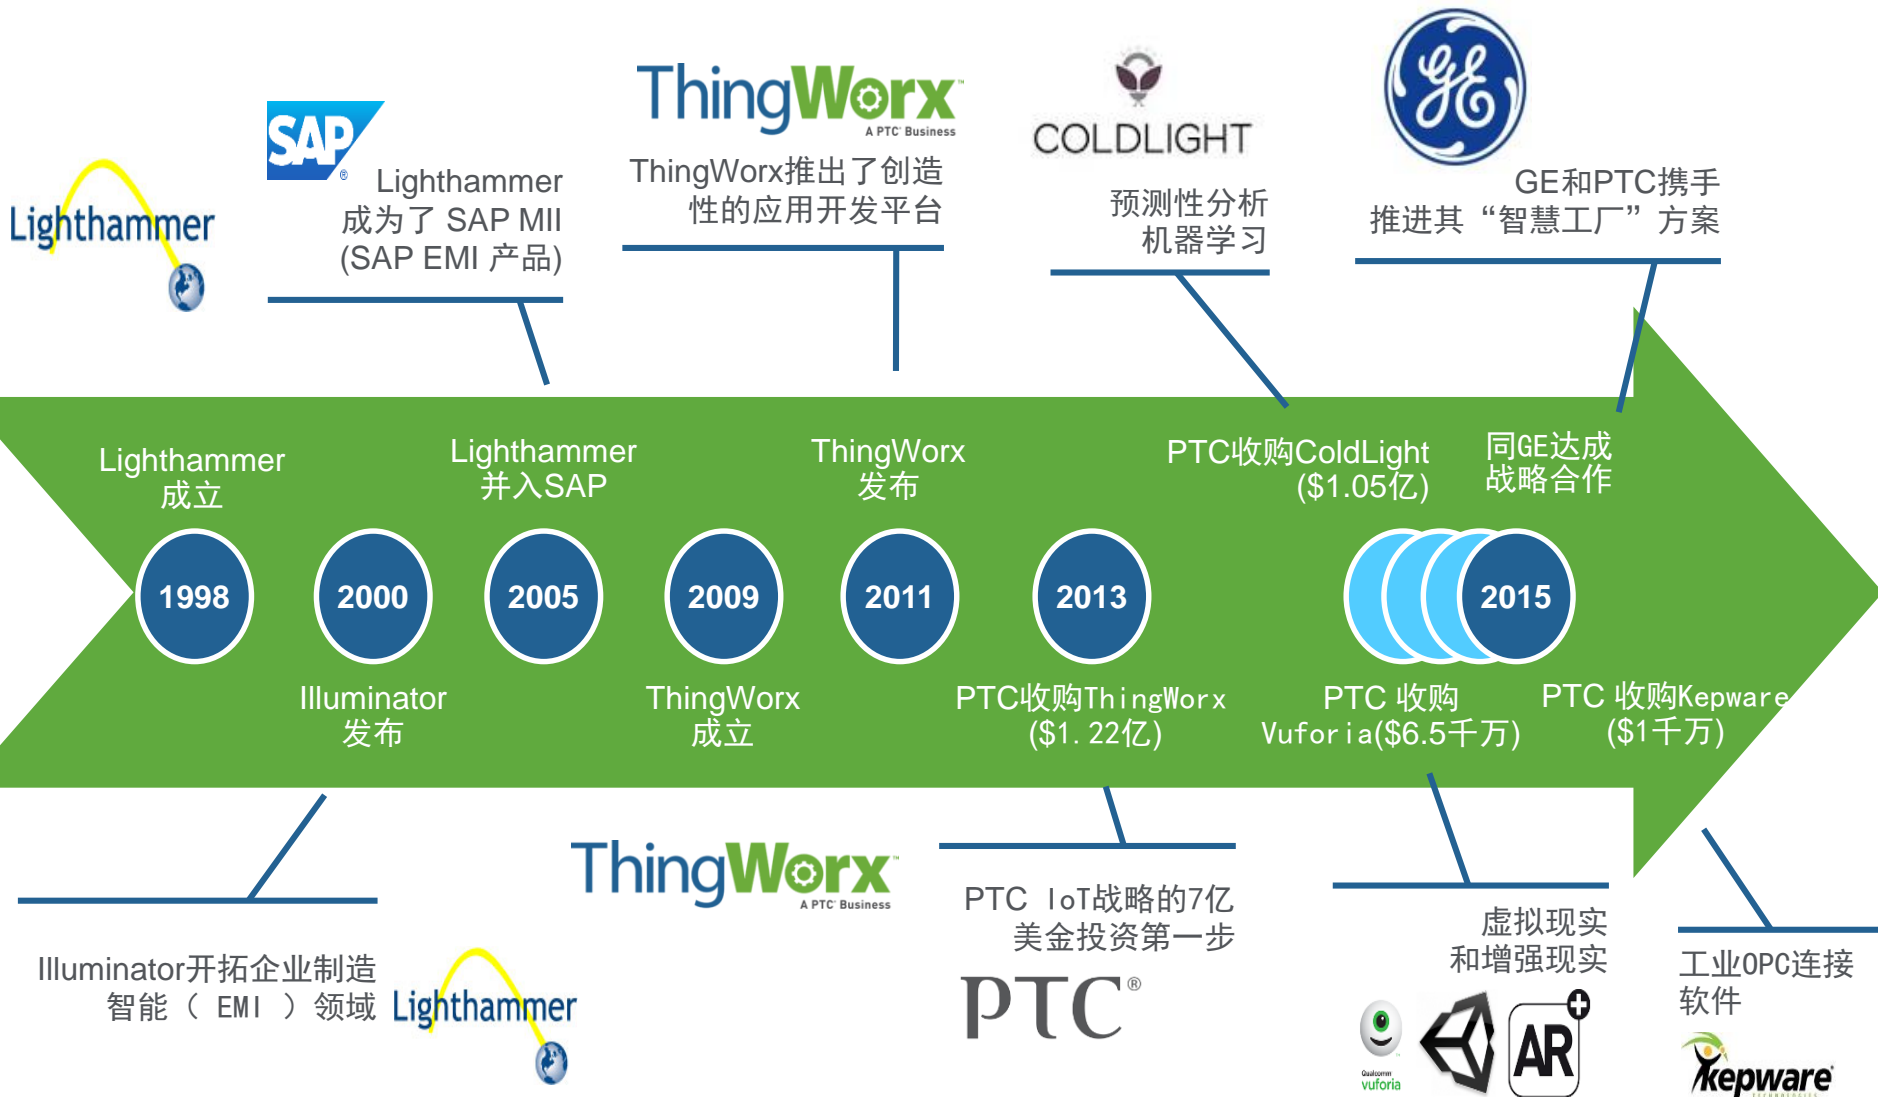 Lighthammer
SAP
®
Lighthammer
成为了 SAP MII
(SAP EMI 产品)
ThingWorx™
A PTC® Business
ThingWorx推出了创造
性的应用开发平台
COLDLIGHT
预测性分析
机器学习
GE
GE和PTC携手
推进其“智慧工厂”方案
Lighthammer
成立
Lighthammer
并入SAP
ThingWorx
发布
PTC收购ColdLight
($1.05亿)
同GE达成
战略合作
1998
2000
2005
2009
2011
2013
2015
Illuminator
发布
ThingWorx
成立
PTC收购ThingWorx
($1.22亿)
PTC 收购
Vuforia($6.5千万)
PTC 收购Kepware
($1千万)
Illuminator开拓企业制造
智能（ EMI ）领域
Lighthammer
ThingWorx™
A PTC® Business
PTC IoT战略的7亿
美金投资第一步
PTC®
虚拟现实
和增强现实
Qualcomm
vuforia
AR
工业OPC连接
软件
kepware
TECHNOLOGIES